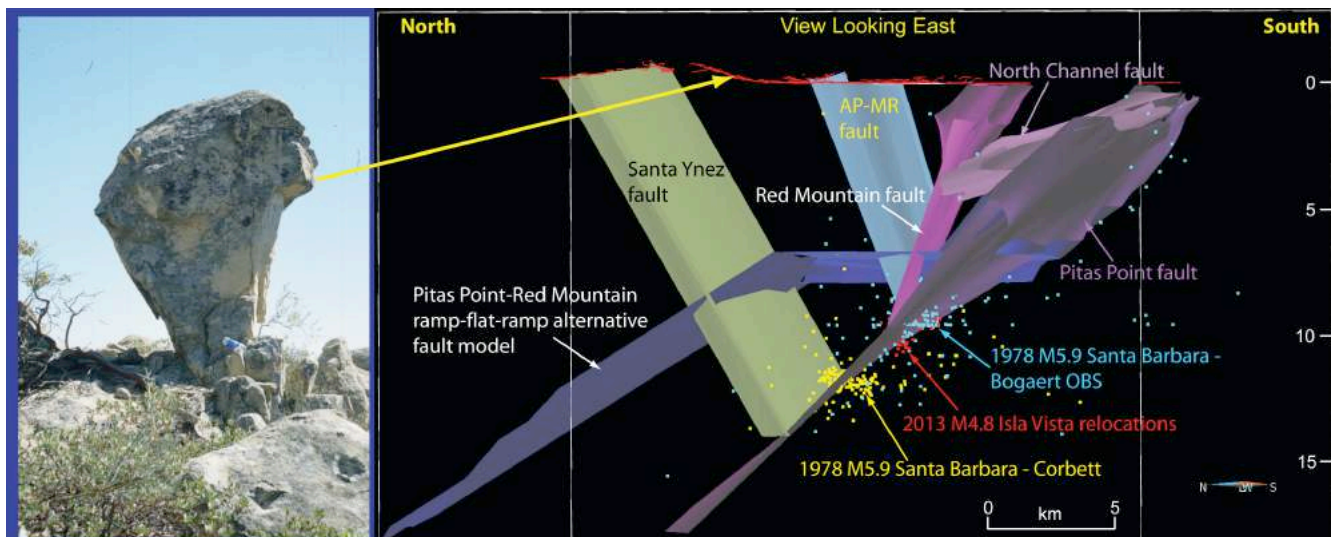 North
View Looking East
South
North Channel fault
0
AP-MR
fault
Santa Ynez
fault
Red Mountain fault
5
Pitas Point fault
Pitas Point-Red Mountain
ramp-flat-ramp alternative
fault model
10
1978 M5.9 Santa Barbara -
Bogaert OBS
2013 M4.8 Isla Vista relocations
1978 M5.9 Santa Barbara - Corbett
15
N
S
0 5
km